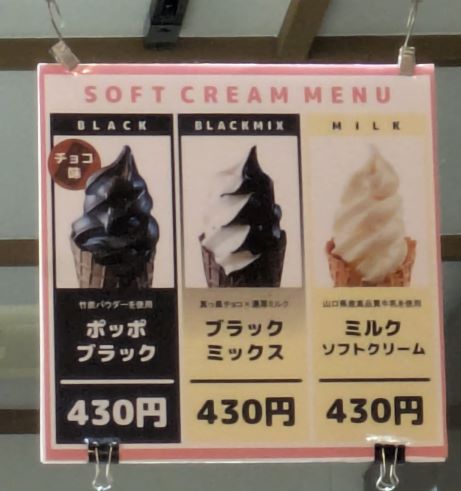 SOFT CREAM MENU
BLACK
チョコ
味
竹炭パウダーを使用
ポッポ
ブラック
430円
BLACKMIX
真っ黒チョコ×濃厚ミルク
ブラック
ミックス
430円
MILK
山口県産高品質牛乳を使用
ミルク
ソフトクリーム
430円